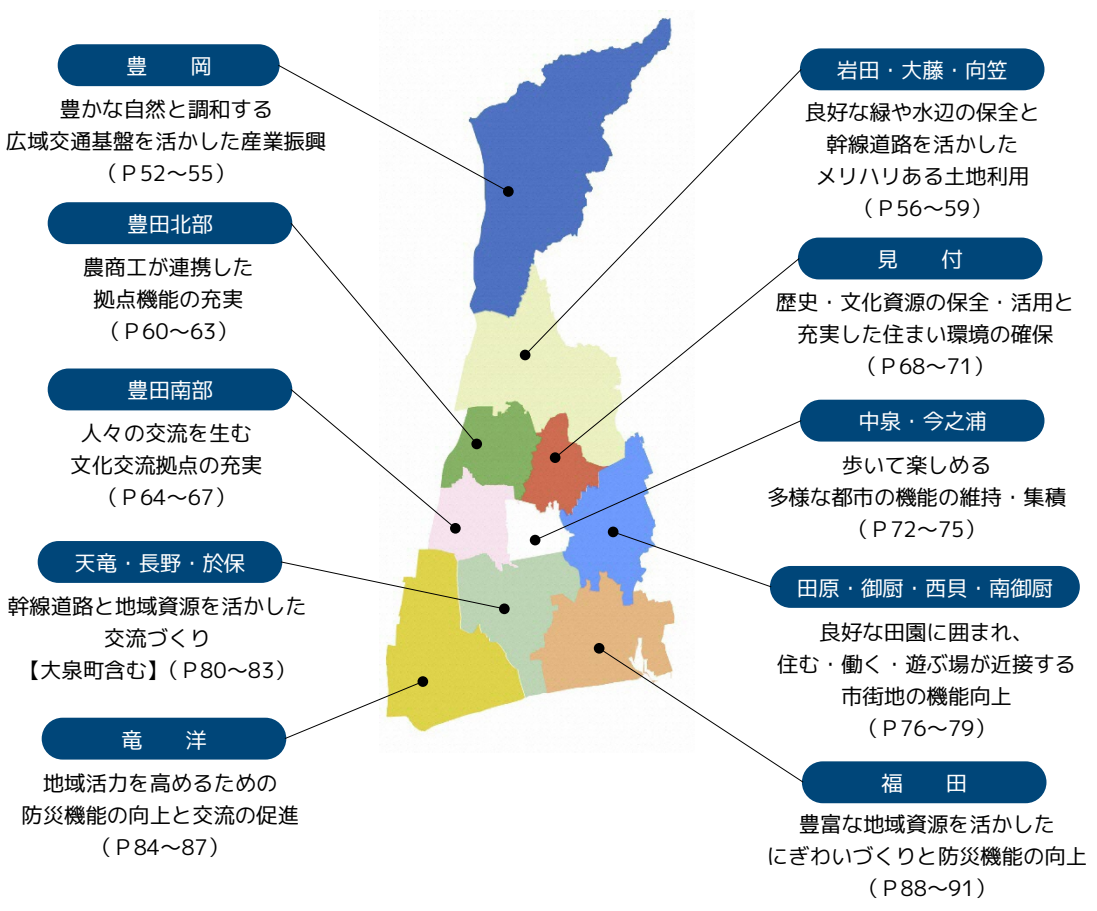 豊　　岡
豊かな自然と調和する
広域交通基盤を活かした産業振興
（Ｐ52～55）
豊田北部
農商工が連携した
拠点機能の充実
（Ｐ60～63）
豊田南部
人々の交流を生む
文化交流拠点の充実
（Ｐ64～67）
天竜・長野・於保
幹線道路と地域資源を活かした
交流づくり
【大泉町含む】（Ｐ80～83）
竜　　洋
地域活力を高めるための
防災機能の向上と交流の促進
（Ｐ84～87）
岩田・大藤・向笠
良好な緑や水辺の保全と
幹線道路を活かした
メリハリある土地利用
（Ｐ56～59）
見　　付
歴史・文化資源の保全・活用と
充実した住まい環境の確保
（Ｐ68～71）
中泉・今之浦
歩いて楽しめる
多様な都市の機能の維持・集積
（Ｐ72～75）
田原・御厨・西貝・南御厨
良好な田園に囲まれ、
住む・働く・遊ぶ場が近接する
市街地の機能向上
（Ｐ76～79）
福　　田
豊富な地域資源を活かした
にぎわいづくりと防災機能の向上
（Ｐ88～91）